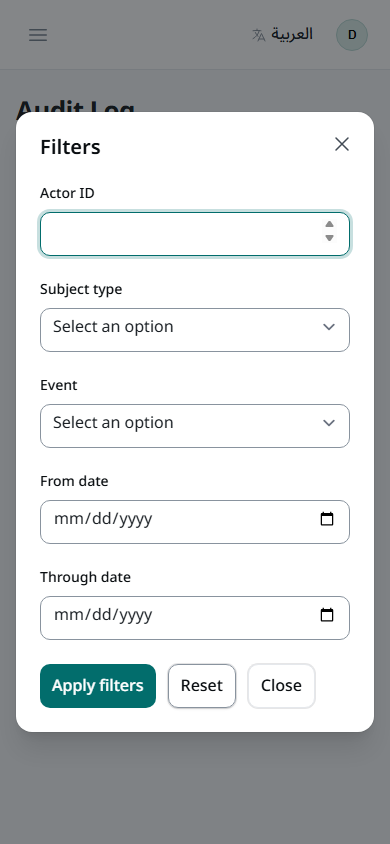 العربية
D
Audit Log
Filters
Actor ID
Subject type
Select an option
Event
Select an option
From date
mm/dd/yyyy
Through date
mm/dd/yyyy
Apply filters
Reset
Close